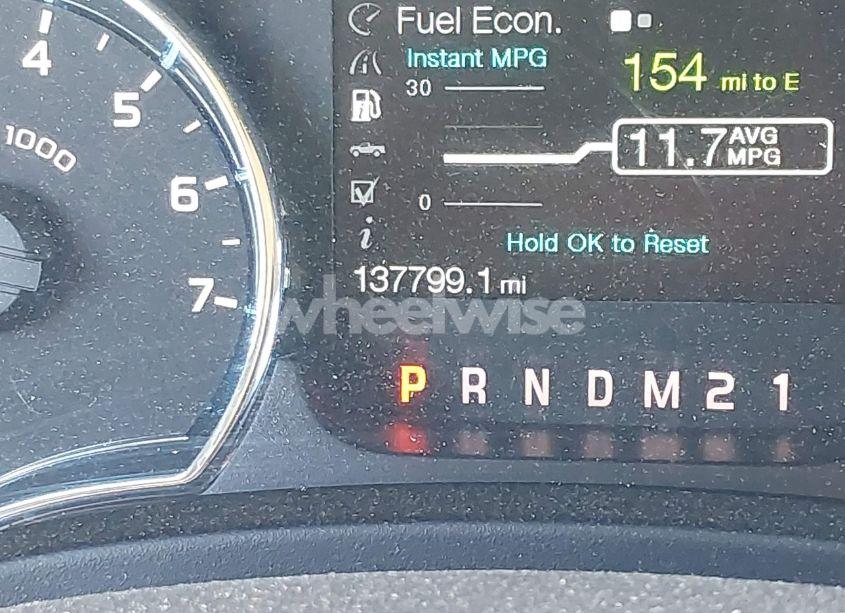 4
5
6
7
1000
Fuel Econ.
Instant MPG
30
154 mi to E
11.7 AVG MPG
0
Hold OK to Reset
i
137799.1 mi
wheelwise
P R N D M 2 1